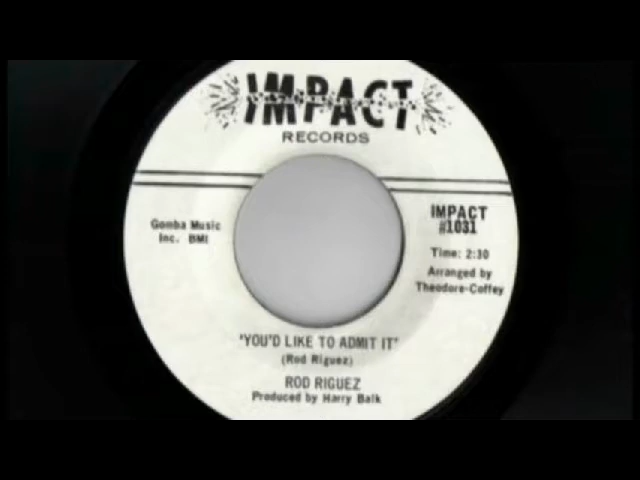 IMPACT
RECORDS
Gomba Music
Inc. BMI
IMPACT
#1031
Time: 2:30
Arranged by
Theodore-Coffey
'YOU'D LIKE TO ADMIT IT'
(Rod Riguez)
ROD RIGUEZ
Produced by Harry Balk